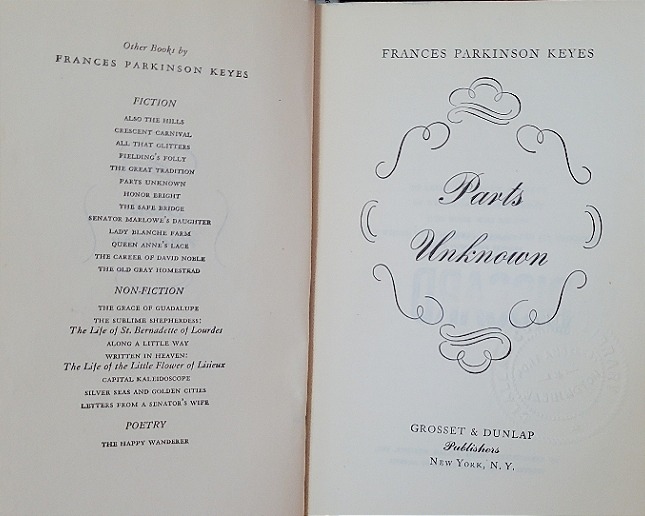 Other Books by
FRANCES PARKINSON KEYES
FICTION
ALSO THE HILLS
CRESCENT CARNIVAL
ALL THAT GLITTERS
FIELDING'S FOLLY
THE GREAT TRADITION
PARTS UNKNOWN
HONOR BRIGHT
THE SAFE BRIDGE
SENATOR MARLOWE'S DAUGHTER
LADY BLANCHE FARM
QUEEN ANNE'S LACE
THE CAREER OF DAVID NOBLE
THE OLD GRAY HOMESTEAD
NON-FICTION
THE GRACE OF GUADALUPE
THE SUBLIME SHEPHERDESS:
The Life of St. Bernadette of Lourdes
ALONG A LITTLE WAY
WRITTEN IN HEAVEN:
The Life of the Little Flower of Lisieux
CAPITAL KALEIDOSCOPE
SILVER SEAS AND GOLDEN CITIES
LETTERS FROM A SENATOR'S WIFE
POETRY
THE HAPPY WANDERER
FRANCES PARKINSON KEYES
Parts
Unknown
GROSSET & DUNLAP
Publishers
NEW YORK, N. Y.